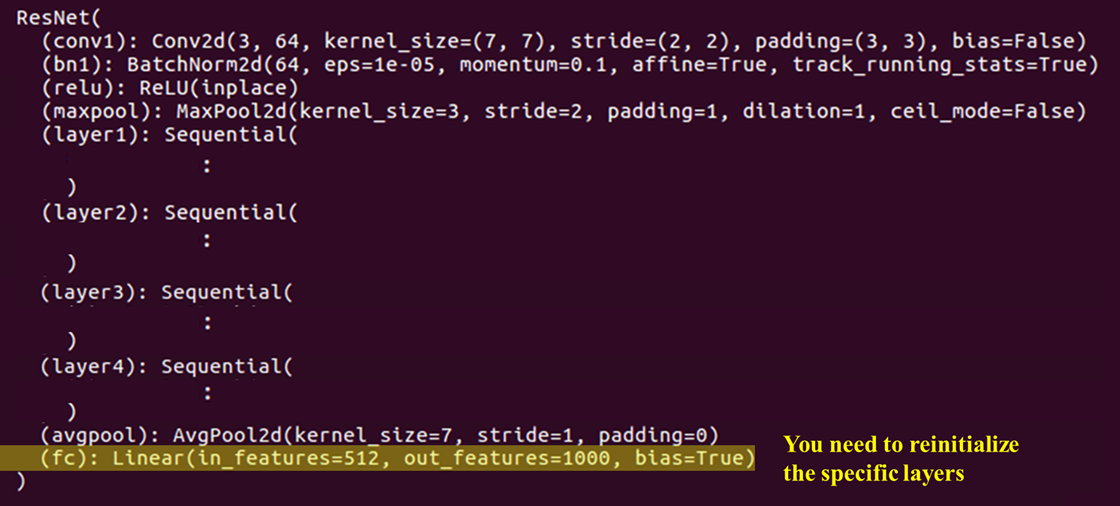 ResNet(
(conv1): Conv2d(3, 64, kernel_size=(7, 7), stride=(2, 2), padding=(3, 3), bias=False)
(bn1): BatchNorm2d(64, eps=1e-05, momentum=0.1, affine=True, track_running_stats=True)
(relu): ReLU(inplace)
(maxpool): MaxPool2d(kernel_size=3, stride=2, padding=1, dilation=1, ceil_mode=False)
(layer1): Sequential(
:
)
(layer2): Sequential(
:
)
(layer3): Sequential(
:
)
(layer4): Sequential(
:
)
(avgpool): AvgPool2d(kernel_size=7, stride=1, padding=0)
(fc): Linear(in_features=512, out_features=1000, bias=True)
)
You need to reinitialize
the specific layers